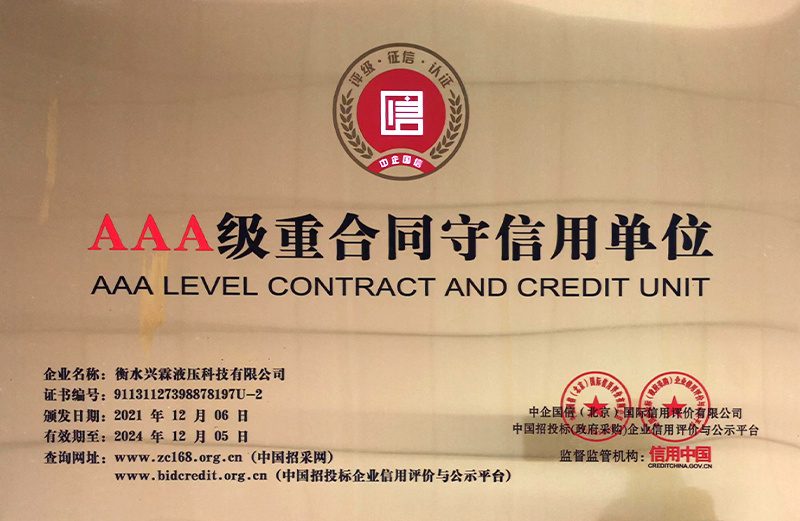 评级·征信·认证
信
中企国信
AAA级重合同守信用单位
AAA LEVEL CONTRACT AND CREDIT UNIT
企业名称：衡水兴霖液压科技有限公司
证书编号：91131127398878197U-2
颁发日期：2021 年 12 月 06 日
有效期至：2024 年 12 月 05 日
查询网址：www.zc168.org.cn（中国招采网）
www.bidcredit.org.cn（中国招投标企业信用评价与公示平台）
中企国信（北京）国际信用评价有限公司
中国招投标(政府采购)企业信用评价与公示平台
监督监管机构：信用中国
CREDITCHINA.GOV.CN